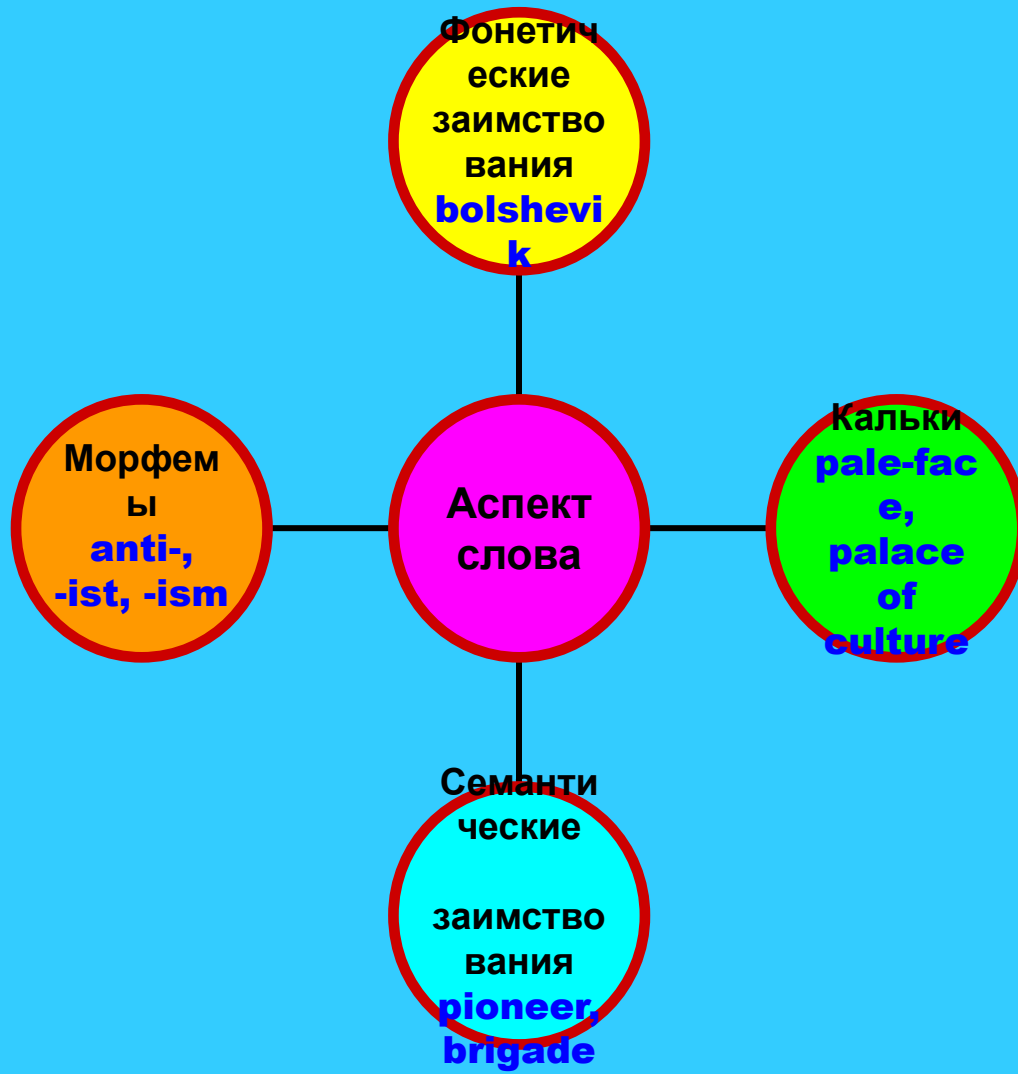 Фонетич
еские
заимство
вания
bolshevi
k
Морфем
ы
anti-,
-ist, -ism
Аспект
слова
Кальки
pale-fac
e,
palace
of
culture
Семанти
ческие
заимство
вания
pioneer,
brigade